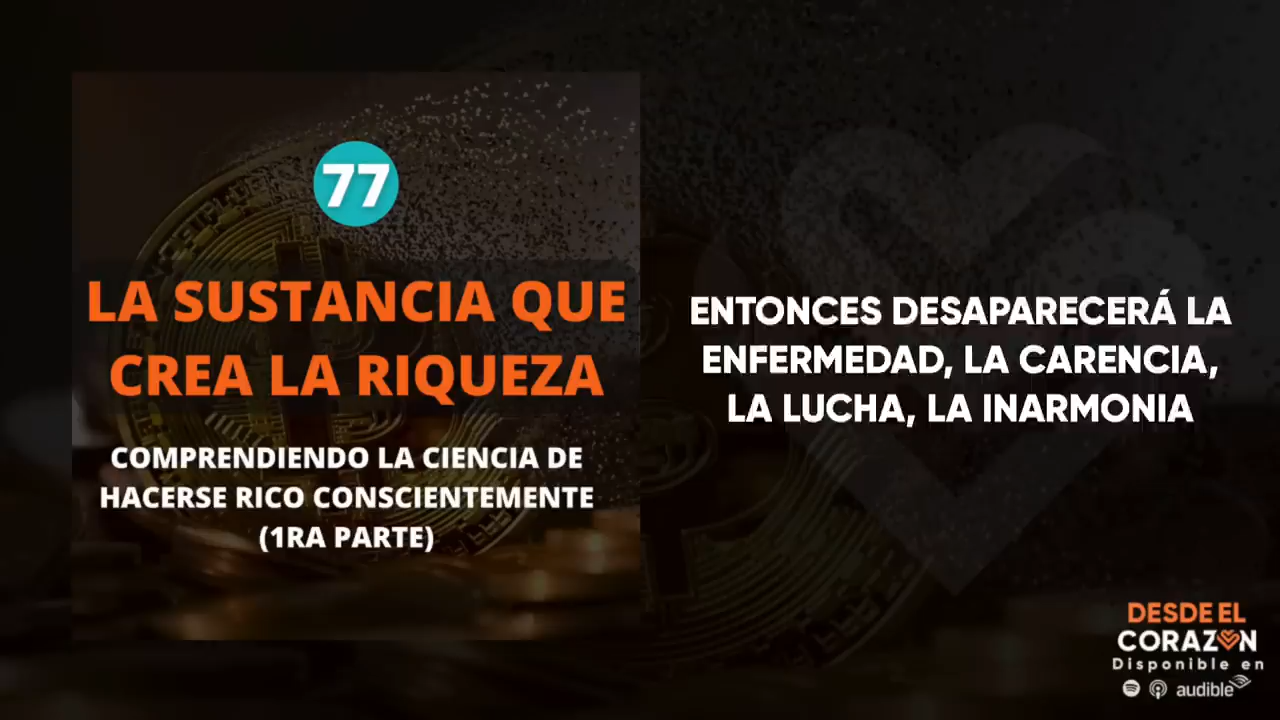 77
LA SUSTANCIA QUE
CREA LA RIQUEZA
COMPRENDIENDO LA CIENCIA DE
HACERSE RICO CONSCIENTEMENTE
(1RA PARTE)
ENTONCES DESAPARECERÁ LA
ENFERMEDAD, LA CARENCIA,
LA LUCHA, LA INARMONIA
DESDE EL
CORAZON
Disponible en
audible